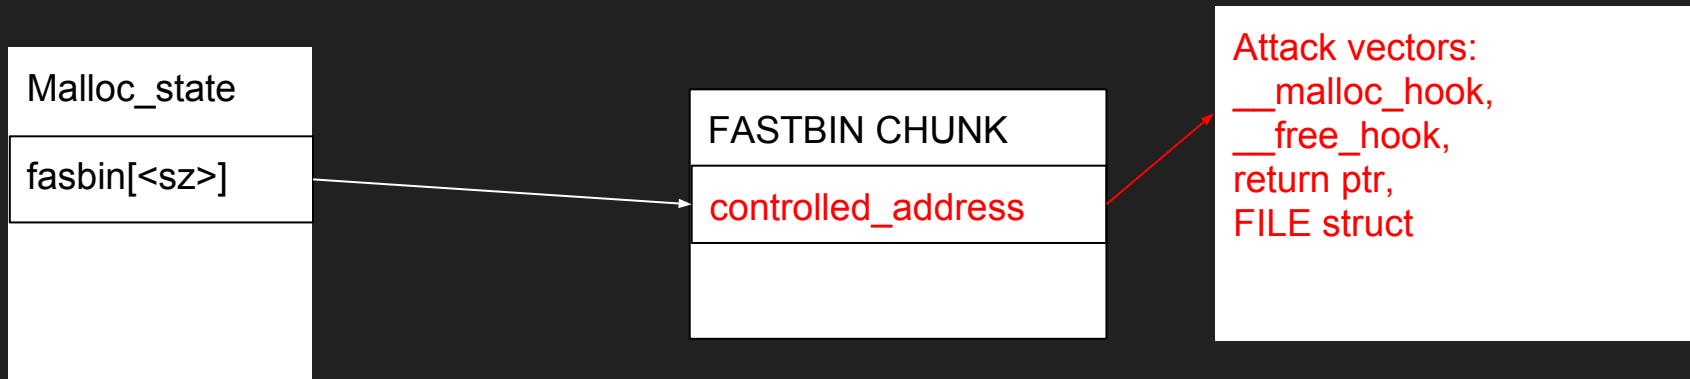 Malloc_state
fasbin[<sz>]
FASTBIN CHUNK
controlled_address
Attack vectors:
__malloc_hook,
__free_hook,
return ptr,
FILE struct